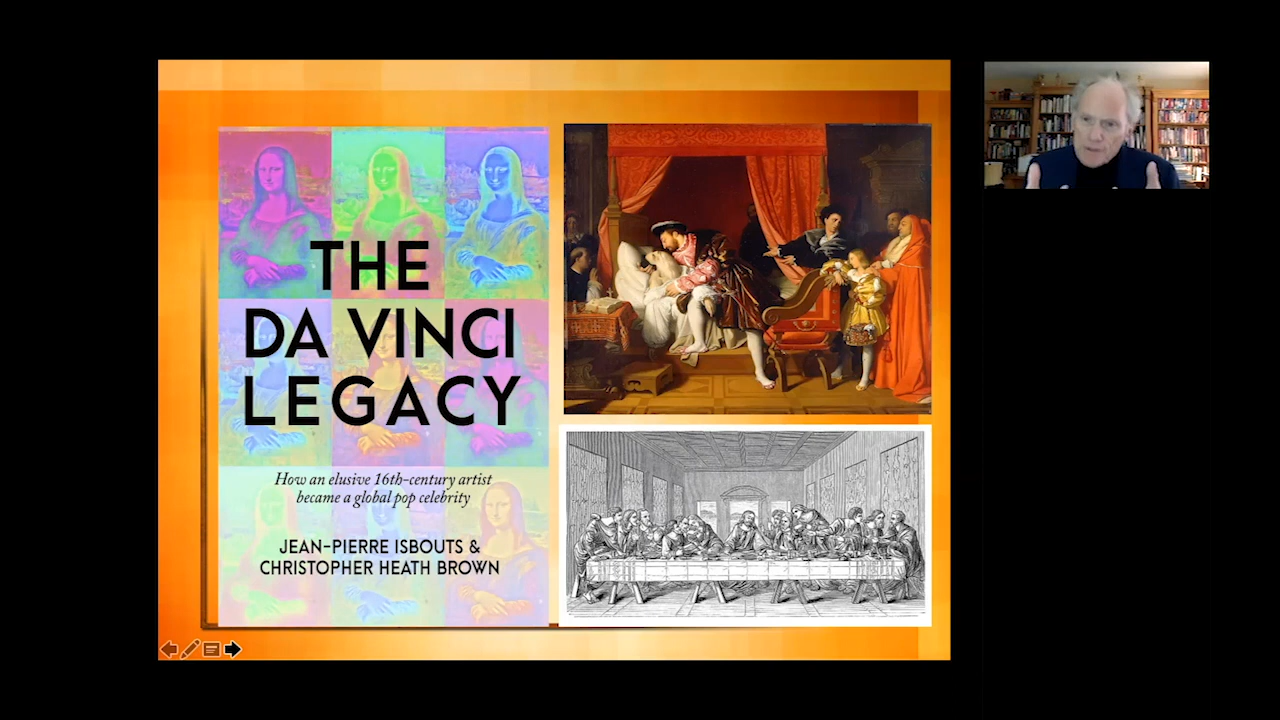 THE
DA VINCI
LEGACY
How an elusive 16th-century artist
became a global pop celebrity
JEAN-PIERRE ISBOUTS &
CHRISTOPHER HEATH BROWN